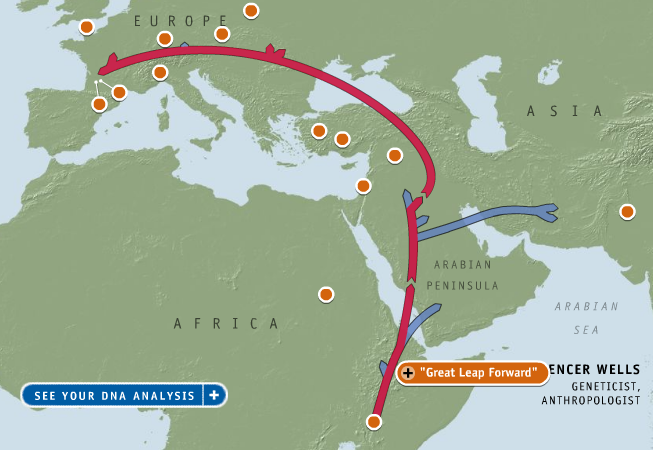 EUROPE
ASIA
ARABIAN
PENINSULA
ARABIAN
SEA
AFRICA
"Great Leap Forward"
ENCER WELLS
GENETICIST,
ANTHROPOLOGIST
SEE YOUR DNA ANALYSIS